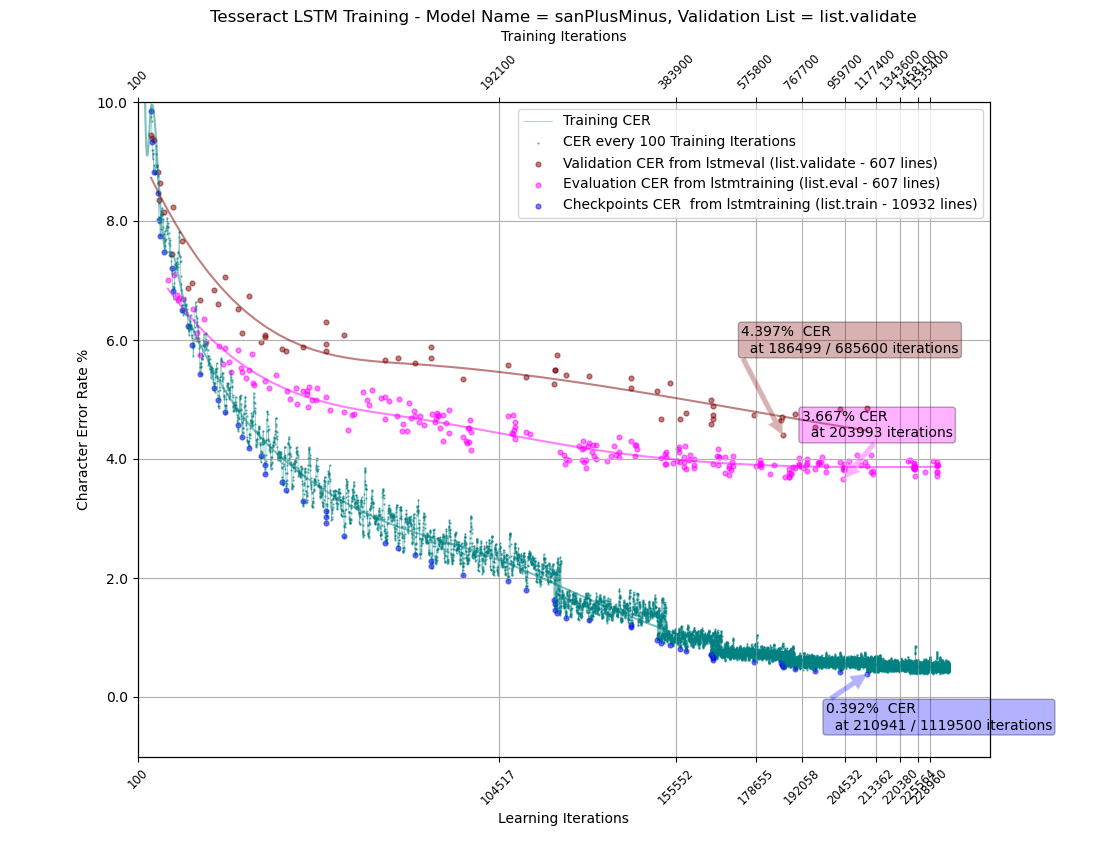 Tesseract LSTM Training - Model Name = sanPlusMinus, Validation List = list.validate
Training Iterations
100 192100 383900 575800 767700 959700 1177400 1343600 1458100 1535400
10.0
8.0
6.0
4.0
2.0
0.0
Character Error Rate %
Training CER
CER every 100 Training Iterations
Validation CER from lstmeval (list.validate - 607 lines)
Evaluation CER from lstmtraining (list.eval - 607 lines)
Checkpoints CER  from lstmtraining (list.train - 10932 lines)
4.397%  CER
at 186499 / 685600 iterations
3.667% CER
at 203993 iterations
0.392%  CER
at 210941 / 1119500 iterations
100 104517 155552 178655 192058 204532 213362 220380 225564 228960
Learning Iterations